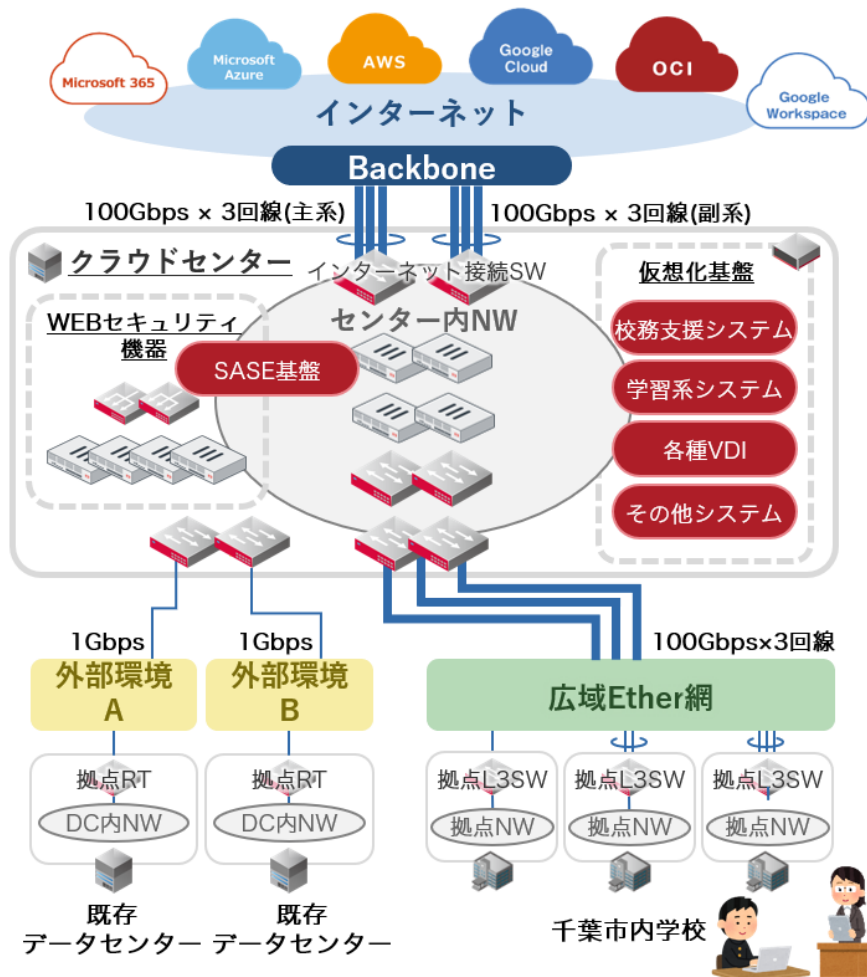 Microsoft 365
Microsoft
Azure
AWS
Google
Cloud
OCI
Google
Workspace
インターネット
Backbone
100Gbps × 3回線(主系)
100Gbps × 3回線(副系)
クラウドセンター
インターネット接続SW
仮想化基盤
WEBセキュリティ
機器
センター内NW
SASE基盤
校務支援システム
学習系システム
各種VDI
その他システム
1Gbps
1Gbps
100Gbps×3回線
外部環境
A
外部環境
B
広域Ether網
拠点RT
拠点RT
拠点L3SW
拠点L3SW
拠点L3SW
DC内NW
DC内NW
拠点NW
拠点NW
拠点NW
既存
データセンター
既存
データセンター
千葉市内学校